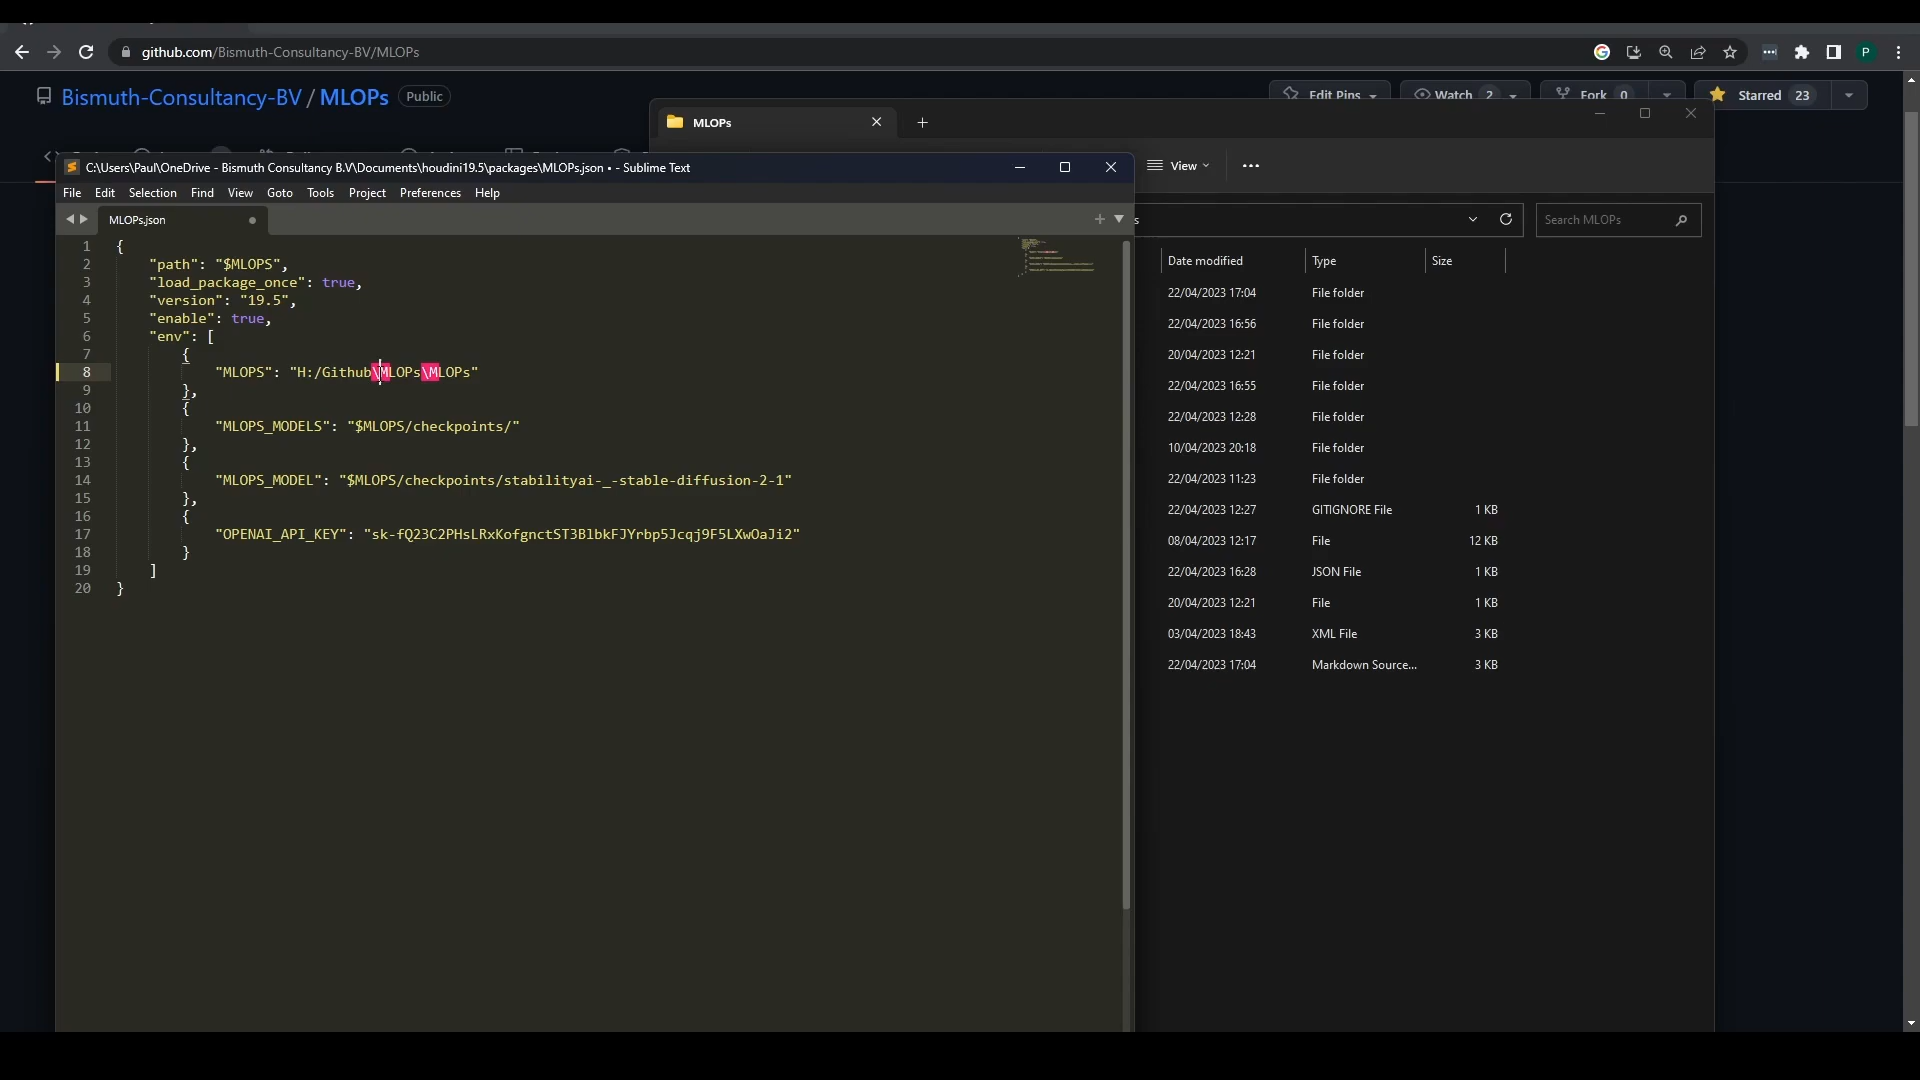 github.com/Bismuth-Consultancy-BV/MLOPs
P
Bismuth-Consultancy-BV / MLOPs
Public
Edit Pins
Watch 2
Fork 0
Starred 23
MLOPs
View
Search MLOPs
Date modified Type Size
22/04/2023 17:04 File folder
22/04/2023 16:56 File folder
20/04/2023 12:21 File folder
22/04/2023 16:55 File folder
22/04/2023 12:28 File folder
10/04/2023 20:18 File folder
22/04/2023 11:23 File folder
22/04/2023 12:27 GITIGNORE File 1 KB
08/04/2023 12:17 File 12 KB
22/04/2023 16:28 JSON File 1 KB
20/04/2023 12:21 File 1 KB
03/04/2023 18:43 XML File 3 KB
22/04/2023 17:04 Markdown Source... 3 KB
C:\Users\Paul\OneDrive - Bismuth Consultancy B.V\Documents\houdini19.5\packages\MLOPs.json • - Sublime Text
File Edit Selection Find View Goto Tools Project Preferences Help
MLOPs.json
1 {
2 "path": "$MLOPS",
3 "load_package_once": true,
4 "version": "19.5",
5 "enable": true,
6 "env": [
7 {
8 "MLOPS": "H:/Github\MLOPs\MLOPs"
9 },
10 {
11 "MLOPS_MODELS": "$MLOPS/checkpoints/"
12 },
13 {
14 "MLOPS_MODEL": "$MLOPS/checkpoints/stabilityai-_-stable-diffusion-2-1"
15 },
16 {
17 "OPENAI_API_KEY": "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"
18 }
19 ]
20 }